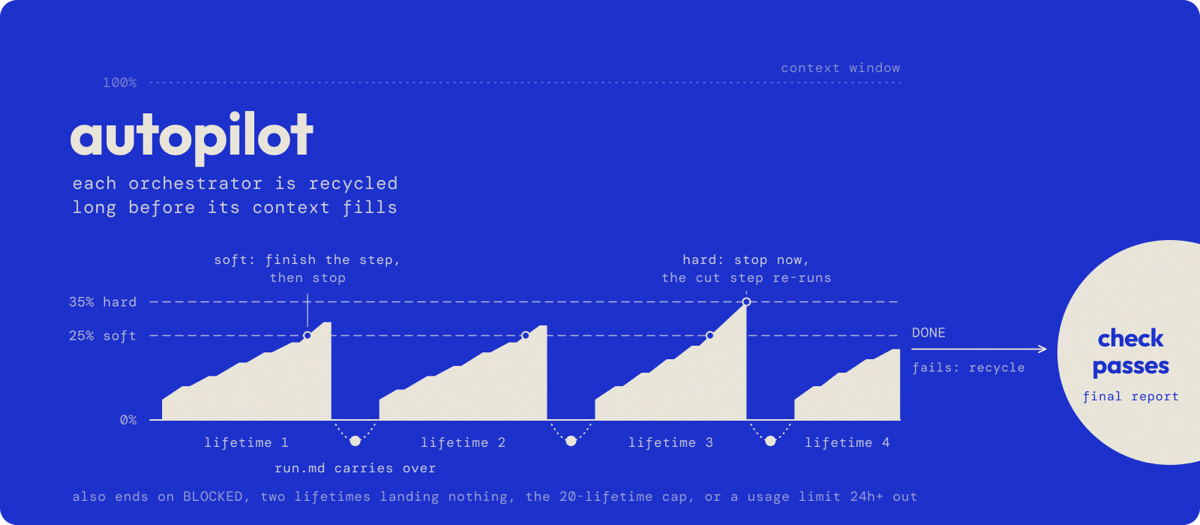 context window
100%
autopilot
each orchestrator is recycled
long before its context fills
soft: finish the step,
then stop
hard: stop now,
the cut step re-runs
35% hard
25% soft
DONE
fails: recycle
check
passes
final report
0%
lifetime 1
lifetime 2
lifetime 3
lifetime 4
run.md carries over
also ends on BLOCKED, two lifetimes landing nothing, the 20-lifetime cap, or a usage limit 24h+ out